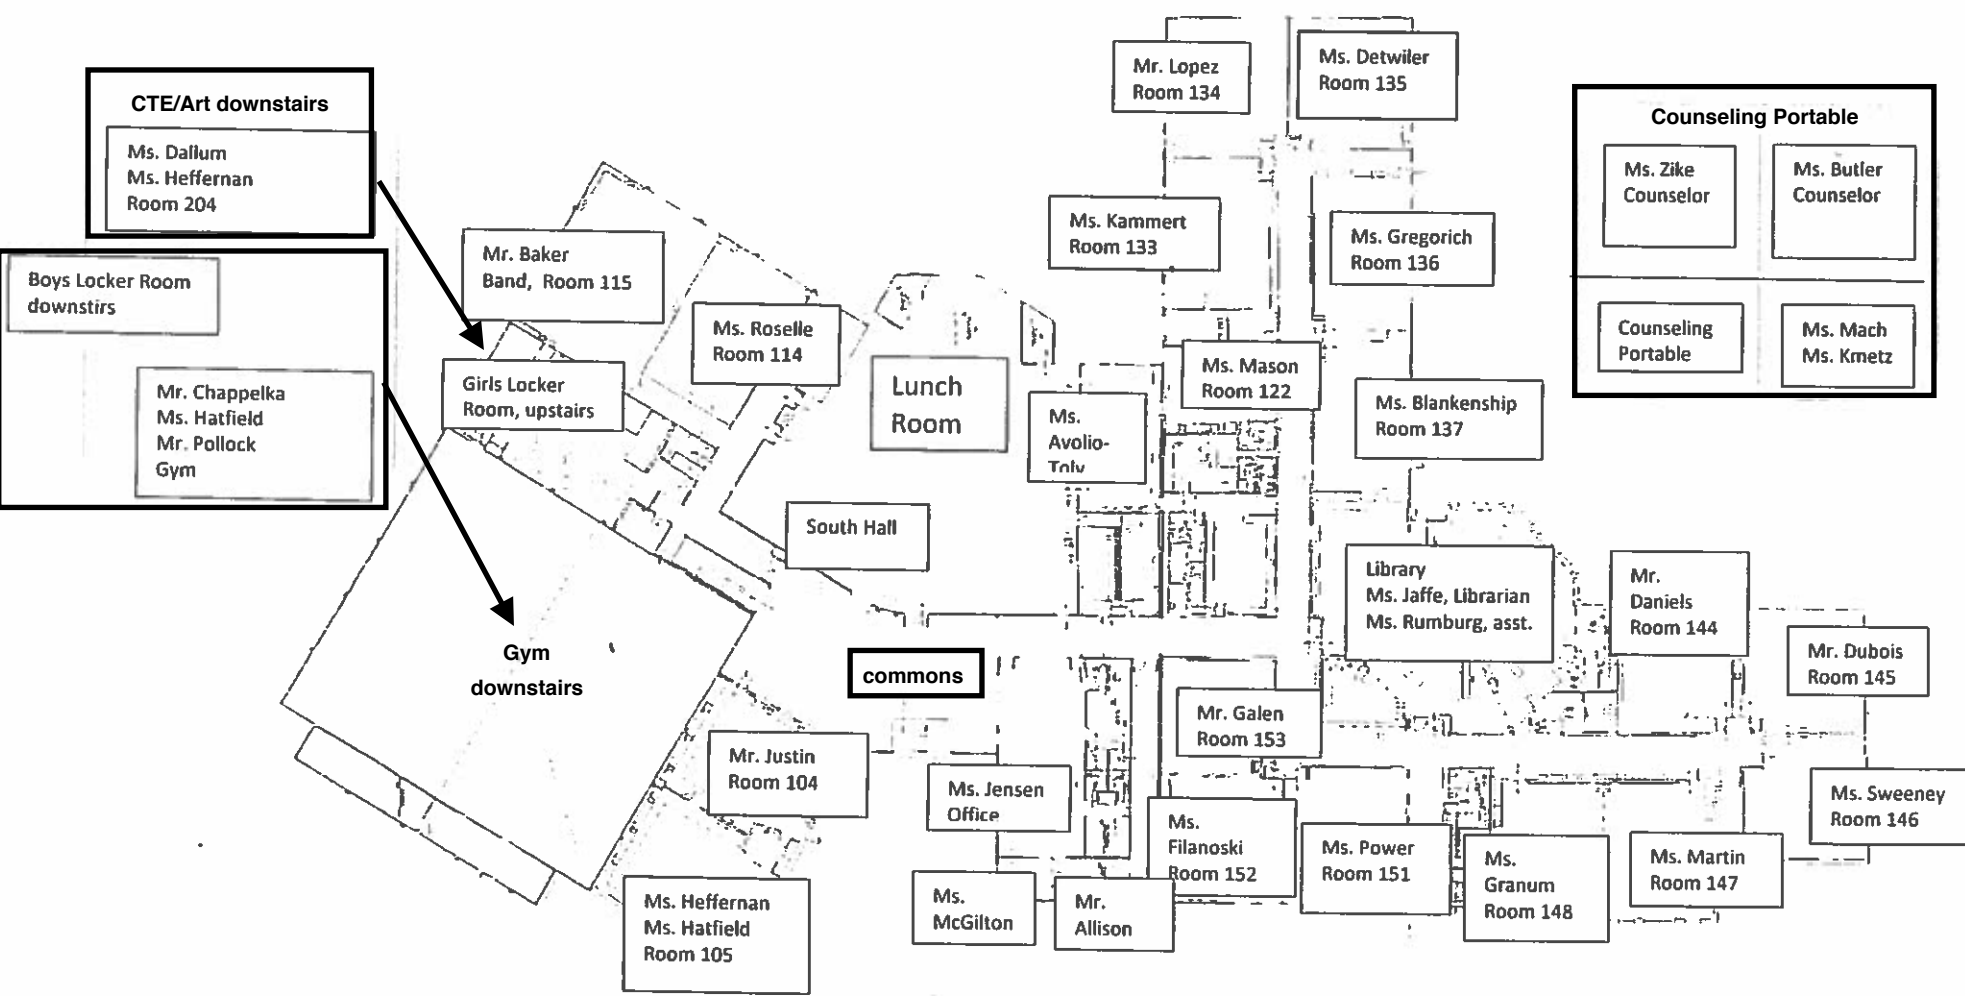 CTE/Art downstairs
Ms. Dallum
Ms. Heffernan
Room 204
Boys Locker Room
downstirs
Mr. Chappelka
Ms. Hatfield
Mr. Pollock
Gym
Mr. Baker
Band, Room 115
Girls Locker
Room, upstairs
Ms. Roselle
Room 114
Lunch
Room
South Hall
Gym
downstairs
commons
Mr. Justin
Room 104
Ms. Heffernan
Ms. Hatfield
Room 105
Ms. Jensen
Office
Ms.
McGilton
Mr.
Allison
Mr. Lopez
Room 134
Ms. Detwiler
Room 135
Ms. Kammert
Room 133
Ms. Gregorich
Room 136
Ms. Mason
Room 122
Ms.
Avolio-
Toly
Ms. Blankenship
Room 137
Library
Ms. Jaffe, Librarian
Ms. Rumburg, asst.
Mr.
Daniels
Room 144
Mr. Dubois
Room 145
Ms. Sweeney
Room 146
Ms. Martin
Room 147
Ms.
Granum
Room 148
Ms. Power
Room 151
Ms.
Filanoski
Room 152
Mr. Galen
Room 153
Counseling Portable
Ms. Zike
Counselor
Ms. Butler
Counselor
Counseling
Portable
Ms. Mach
Ms. Kmetz